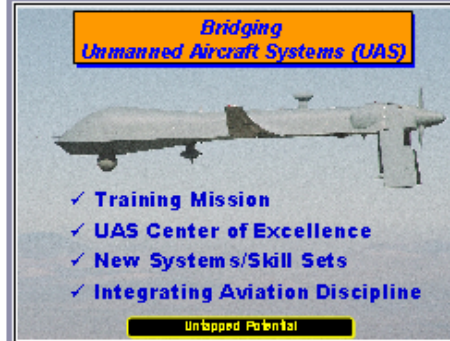 Bridging
Unmanned Aircraft Systems (UAS)
✓ Training Mission
✓ UAS Center of Excellence
✓ New Systems/Skill Sets
✓ Integrating Aviation Discipline
Untapped Potential